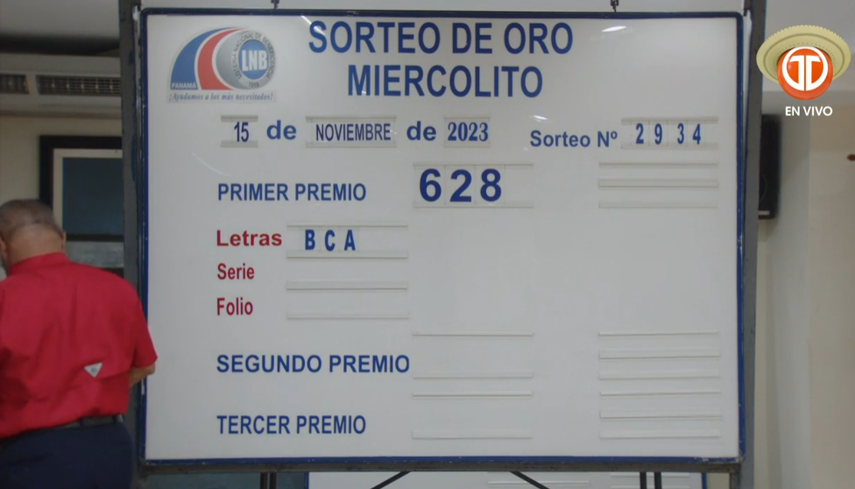 SORTEO DE ORO
MIERCOLITO
LNB
PANAMÁ
¡Ayudamos a los más necesitados!
15 de NOVIEMBRE de 2023 Sorteo Nº 2934
PRIMER PREMIO 628
Letras BCA
Serie
Folio
SEGUNDO PREMIO
TERCER PREMIO
EN VIVO